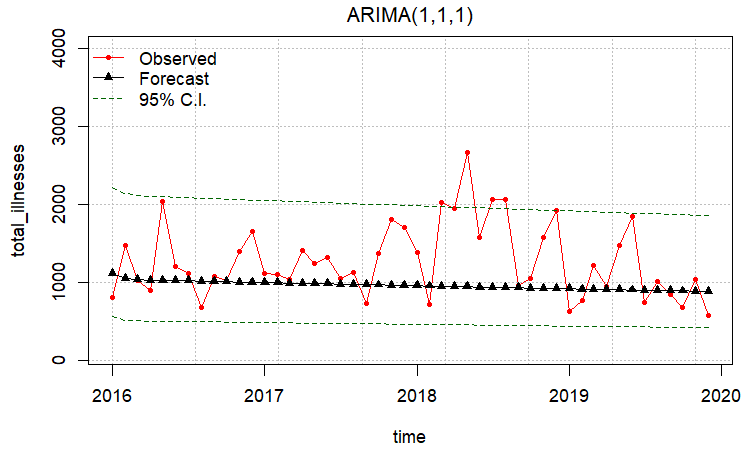 ARIMA(1,1,1)
Observed
Forecast
95% C.I.
4000
3000
2000
1000
0
total_illnesses
2016 2017 2018 2019 2020
time